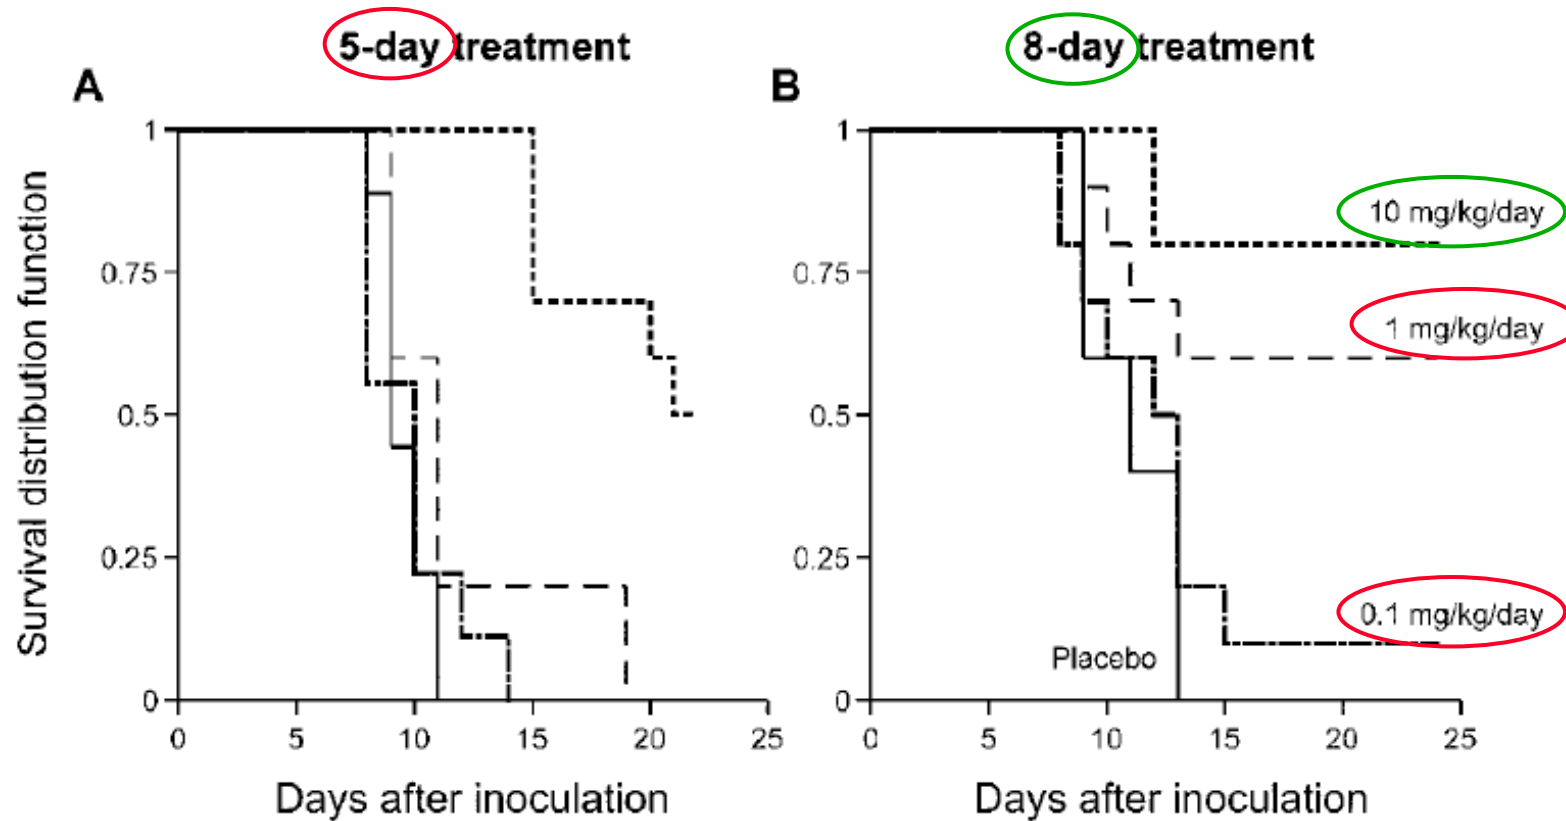 5-day treatment
8-day treatment
A
B
Survival distribution function
1
0.75
0.5
0.25
0
0
5
10
15
20
25
Days after inoculation
1
0.75
0.5
0.25
0
10 mg/kg/day
1 mg/kg/day
0.1 mg/kg/day
Placebo
0
5
10
15
20
25
Days after inoculation